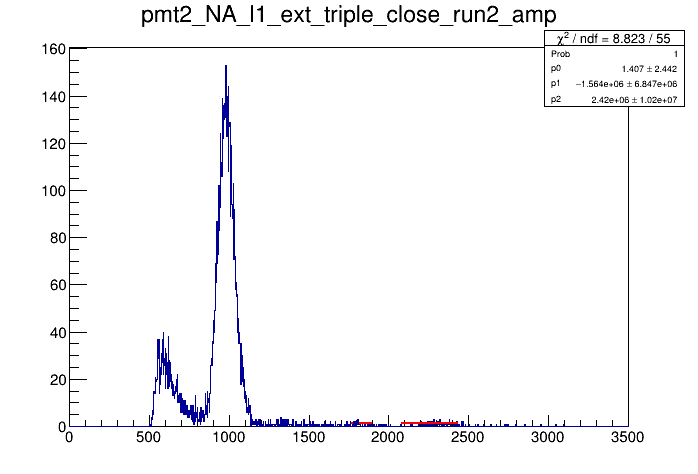 pmt2_NA_l1_ext_triple_close_run2_amp
χ² / ndf = 8.823 / 55
Prob 1
p0 1.407 ± 2.442
p1 −1.564e+06 ± 6.847e+06
p2 2.42e+06 ± 1.02e+07
160
140
120
100
80
60
40
20
0
0 500 1000 1500 2000 2500 3000 3500